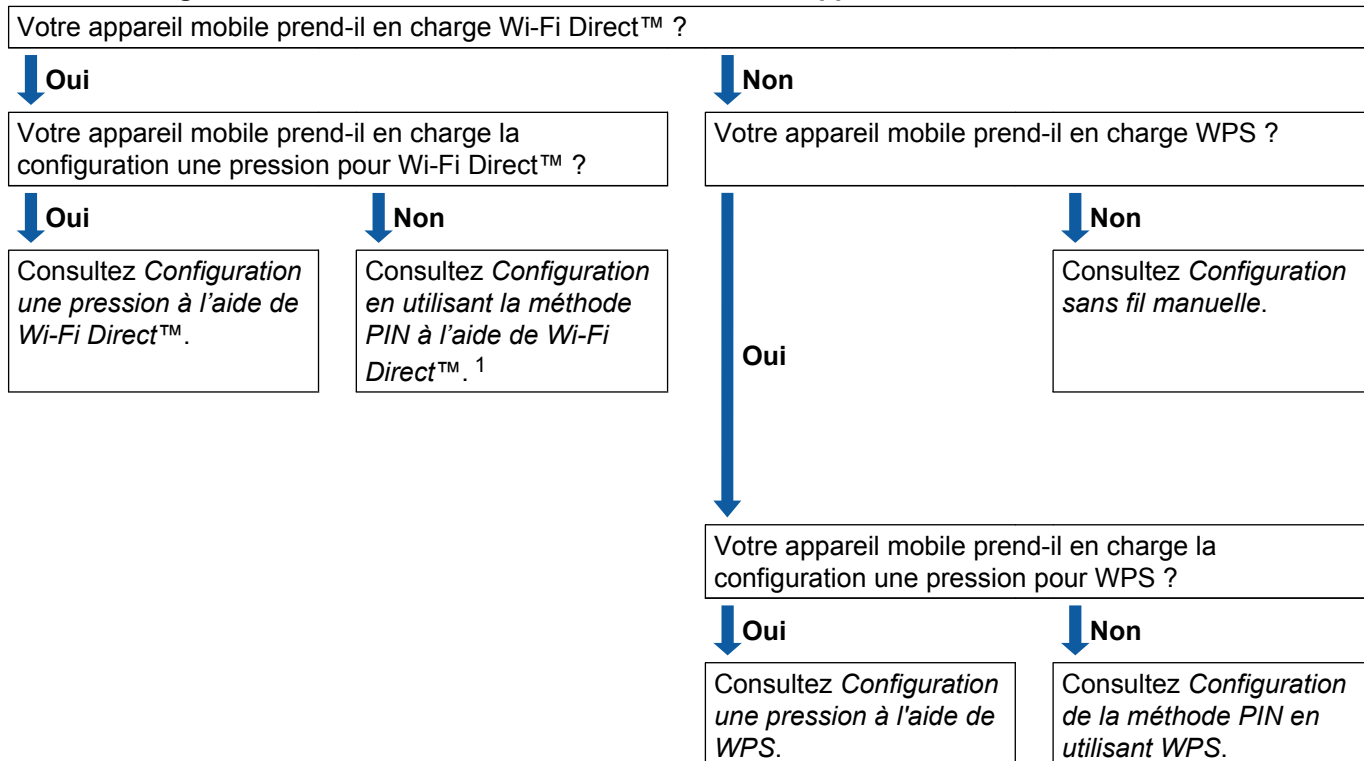 Votre appareil mobile prend-il en charge Wi-Fi Direct™ ?
Oui
Non
Votre appareil mobile prend-il en charge la
configuration une pression pour Wi-Fi Direct™ ?
Votre appareil mobile prend-il en charge WPS ?
Oui
Non
Non
Consultez Configuration
une pression à l’aide de
Wi-Fi Direct™.
Consultez Configuration
en utilisant la méthode
PIN à l’aide de Wi-Fi
Direct™. 1
Oui
Consultez Configuration
sans fil manuelle.
Votre appareil mobile prend-il en charge la
configuration une pression pour WPS ?
Oui
Non
Consultez Configuration
une pression à l'aide de
WPS.
Consultez Configuration
de la méthode PIN en
utilisant WPS.